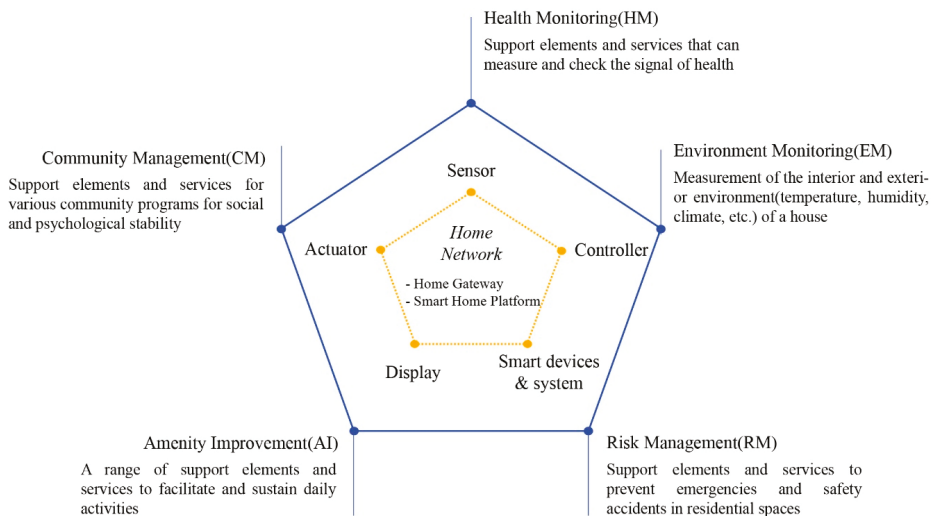 Health Monitoring(HM)
Support elements and services that can
measure and check the signal of health
Community Management(CM)
Support elements and services for
various community programs for social
and psychological stability
Environment Monitoring(EM)
Measurement of the interior and exteri-
or environment(temperature, humidity,
climate, etc.) of a house
Sensor
Actuator
Home
Network
Controller
- Home Gateway
- Smart Home Platform
Display
Smart devices
& system
Amenity Improvement(AI)
A range of support elements and
services to facilitate and sustain daily
activities
Risk Management(RM)
Support elements and services to
prevent emergencies and safety
accidents in residential spaces